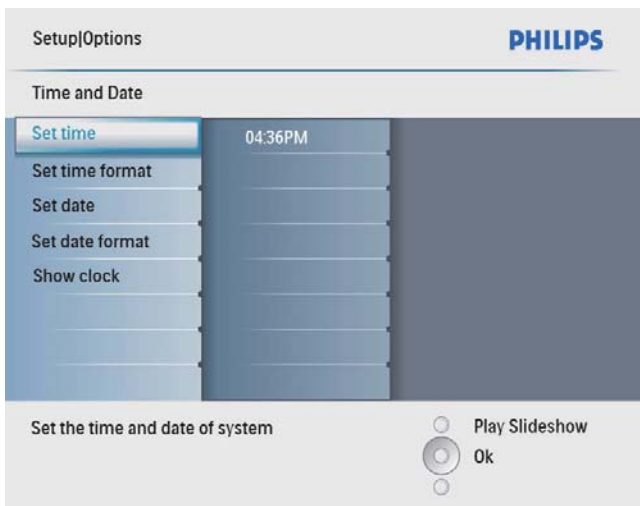 Setup|Options
PHILIPS
Time and Date
Set time
04:36PM
Set time format
Set date
Set date format
Show clock
Set the time and date of system
Play Slideshow
Ok